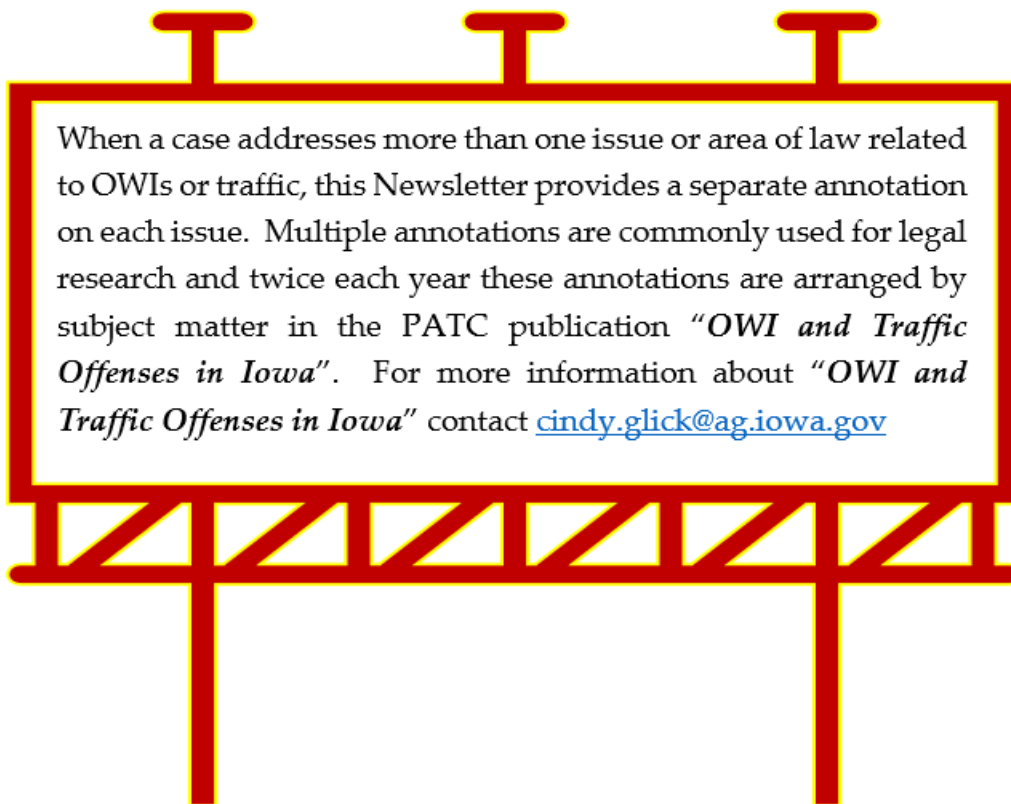 When a case addresses more than one issue or area of law related
to OWIs or traffic, this Newsletter provides a separate annotation
on each issue.  Multiple annotations are commonly used for legal
research and twice each year these annotations are arranged by
subject matter in the PATC publication “OWI and Traffic
Offenses in Iowa”.  For more information about “OWI and
Traffic Offenses in Iowa” contact cindy.glick@ag.iowa.gov